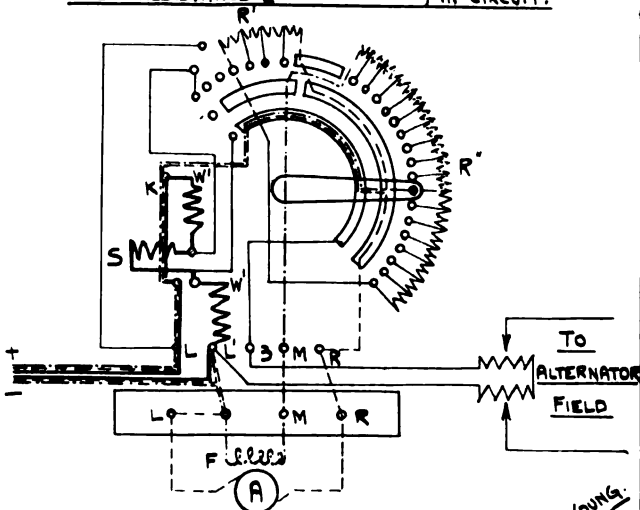 IN CIRCUIT.
R'
R"
K
W'
S
W'
L
L'
3
M
R
+
−
TO
ALTERNATOR
FIELD
L
M
R
F
A